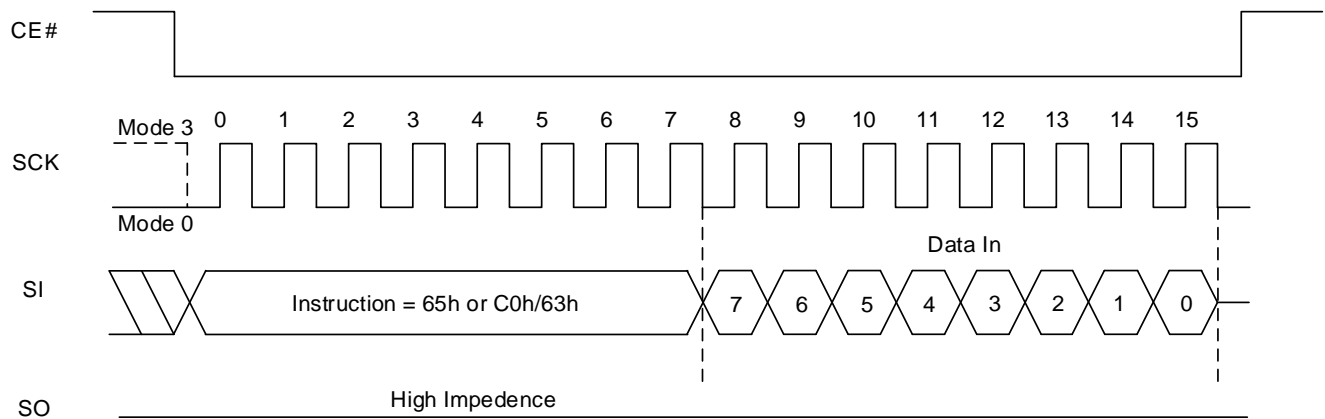 CE#
Mode 3
0 1 2 3 4 5 6 7 8 9 10 11 12 13 14 15
SCK
Mode 0
Data In
SI
Instruction = 65h or C0h/63h
7 6 5 4 3 2 1 0
High Impedence
SO